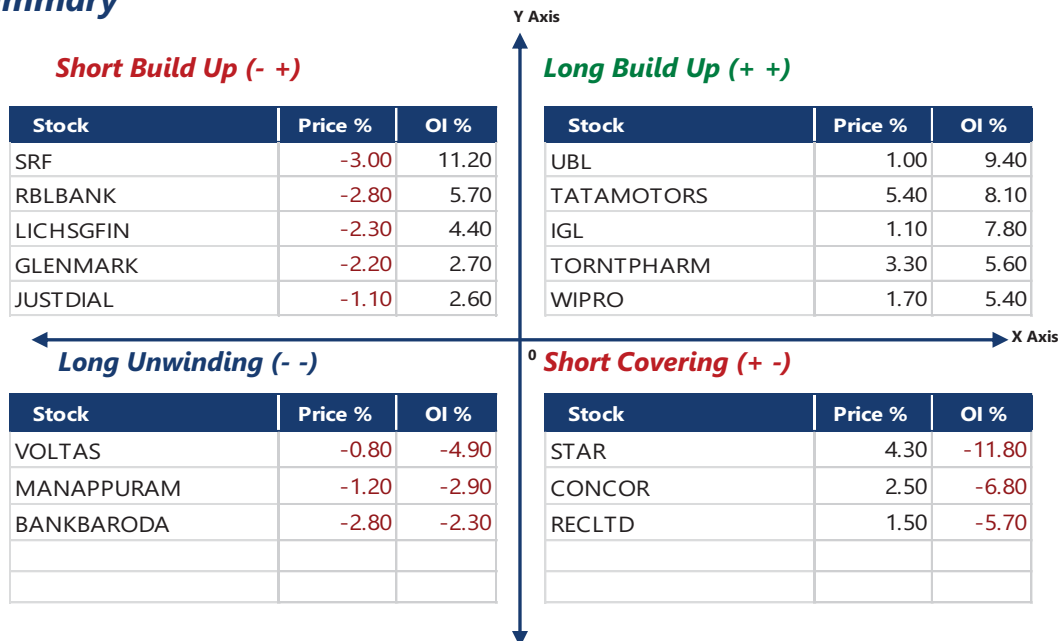 Y Axis
Short Build Up (- +)
Stock Price % OI %
SRF -3.00 11.20
RBLBANK -2.80 5.70
LICHSGFIN -2.30 4.40
GLENMARK -2.20 2.70
JUSTDIAL -1.10 2.60
Long Build Up (+ +)
Stock Price % OI %
UBL 1.00 9.40
TATAMOTORS 5.40 8.10
IGL 1.10 7.80
TORNTPHARM 3.30 5.60
WIPRO 1.70 5.40
X Axis
0
Long Unwinding (- -)
Stock Price % OI %
VOLTAS -0.80 -4.90
MANAPPURAM -1.20 -2.90
BANKBARODA -2.80 -2.30
Short Covering (+ -)
Stock Price % OI %
STAR 4.30 -11.80
CONCOR 2.50 -6.80
RECLTD 1.50 -5.70